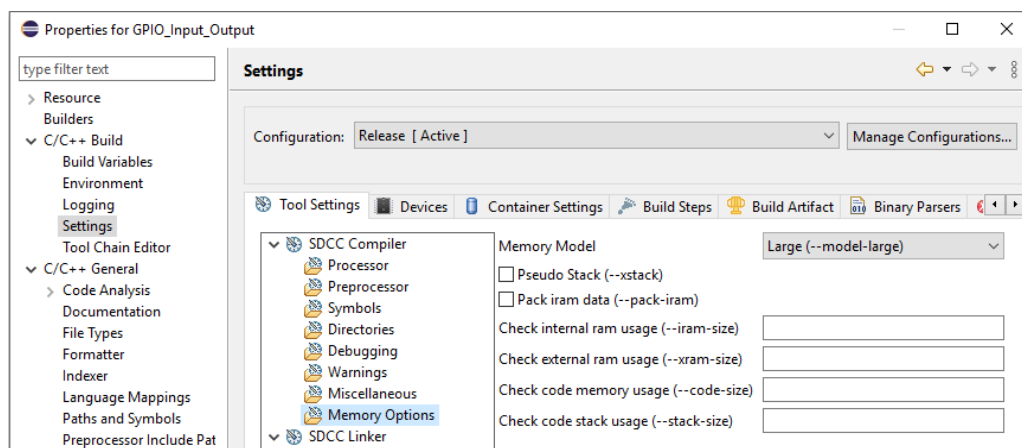 Properties for GPIO_Input_Output
type filter text
Settings
Resource
Builders
C/C++ Build
Build Variables
Environment
Logging
Settings
Tool Chain Editor
C/C++ General
Code Analysis
Documentation
File Types
Formatter
Indexer
Language Mappings
Paths and Symbols
Preprocessor Include Pat
Configuration: Release [ Active ] Manage Configurations...
Tool Settings Devices Container Settings Build Steps Build Artifact Binary Parsers
SDCC Compiler
Processor
Preprocessor
Symbols
Directories
Debugging
Warnings
Miscellaneous
Memory Options
SDCC Linker
Memory Model Large (--model-large)
Pseudo Stack (--xstack)
Pack iram data (--pack-iram)
Check internal ram usage (--iram-size)
Check external ram usage (--xram-size)
Check code memory usage (--code-size)
Check code stack usage (--stack-size)